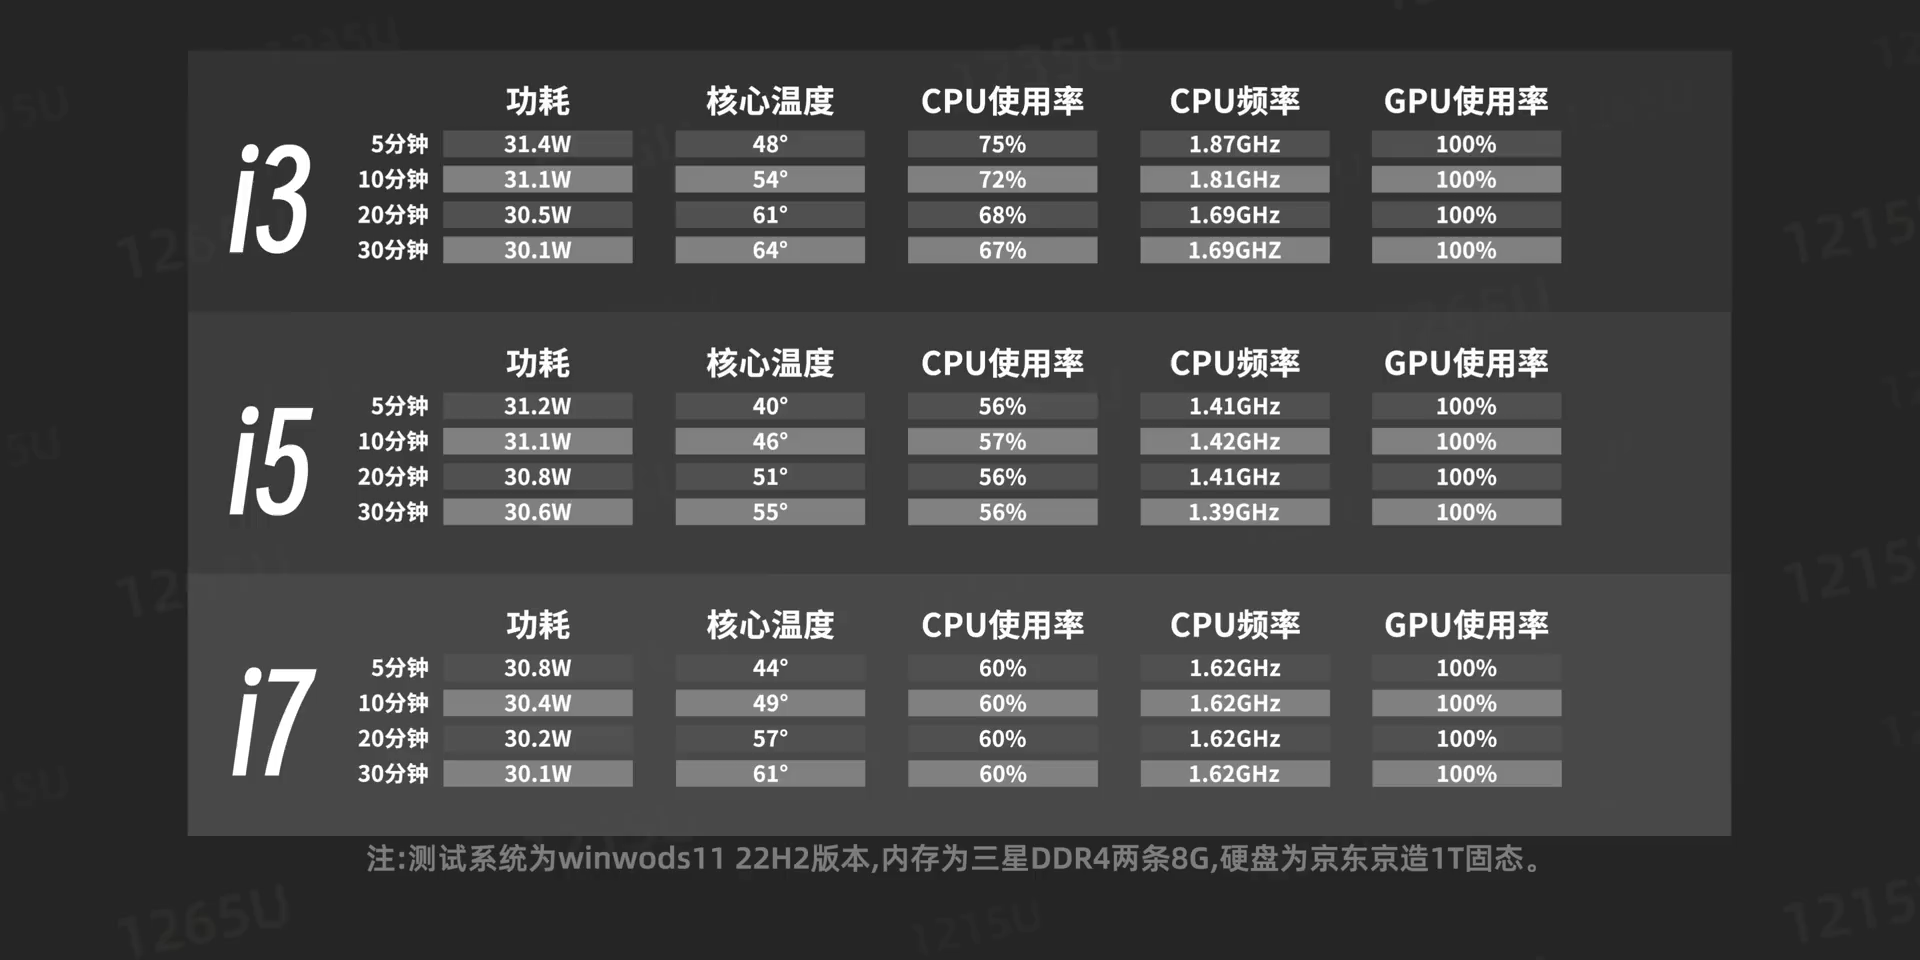 功耗 核心温度 CPU使用率 CPU频率 GPU使用率
i3
5分钟 31.4W 48° 75% 1.87GHz 100%
10分钟 31.1W 54° 72% 1.81GHz 100%
20分钟 30.5W 61° 68% 1.69GHz 100%
30分钟 30.1W 64° 67% 1.69GHZ 100%
功耗 核心温度 CPU使用率 CPU频率 GPU使用率
i5
5分钟 31.2W 40° 56% 1.41GHz 100%
10分钟 31.1W 46° 57% 1.42GHz 100%
20分钟 30.8W 51° 56% 1.41GHz 100%
30分钟 30.6W 55° 56% 1.39GHz 100%
功耗 核心温度 CPU使用率 CPU频率 GPU使用率
i7
5分钟 30.8W 44° 60% 1.62GHz 100%
10分钟 30.4W 49° 60% 1.62GHz 100%
20分钟 30.2W 57° 60% 1.62GHz 100%
30分钟 30.1W 61° 60% 1.62GHz 100%
注:测试系统为winwods11 22H2版本,内存为三星DDR4两条8G,硬盘为京东京造1T固态。
1265U
1215U